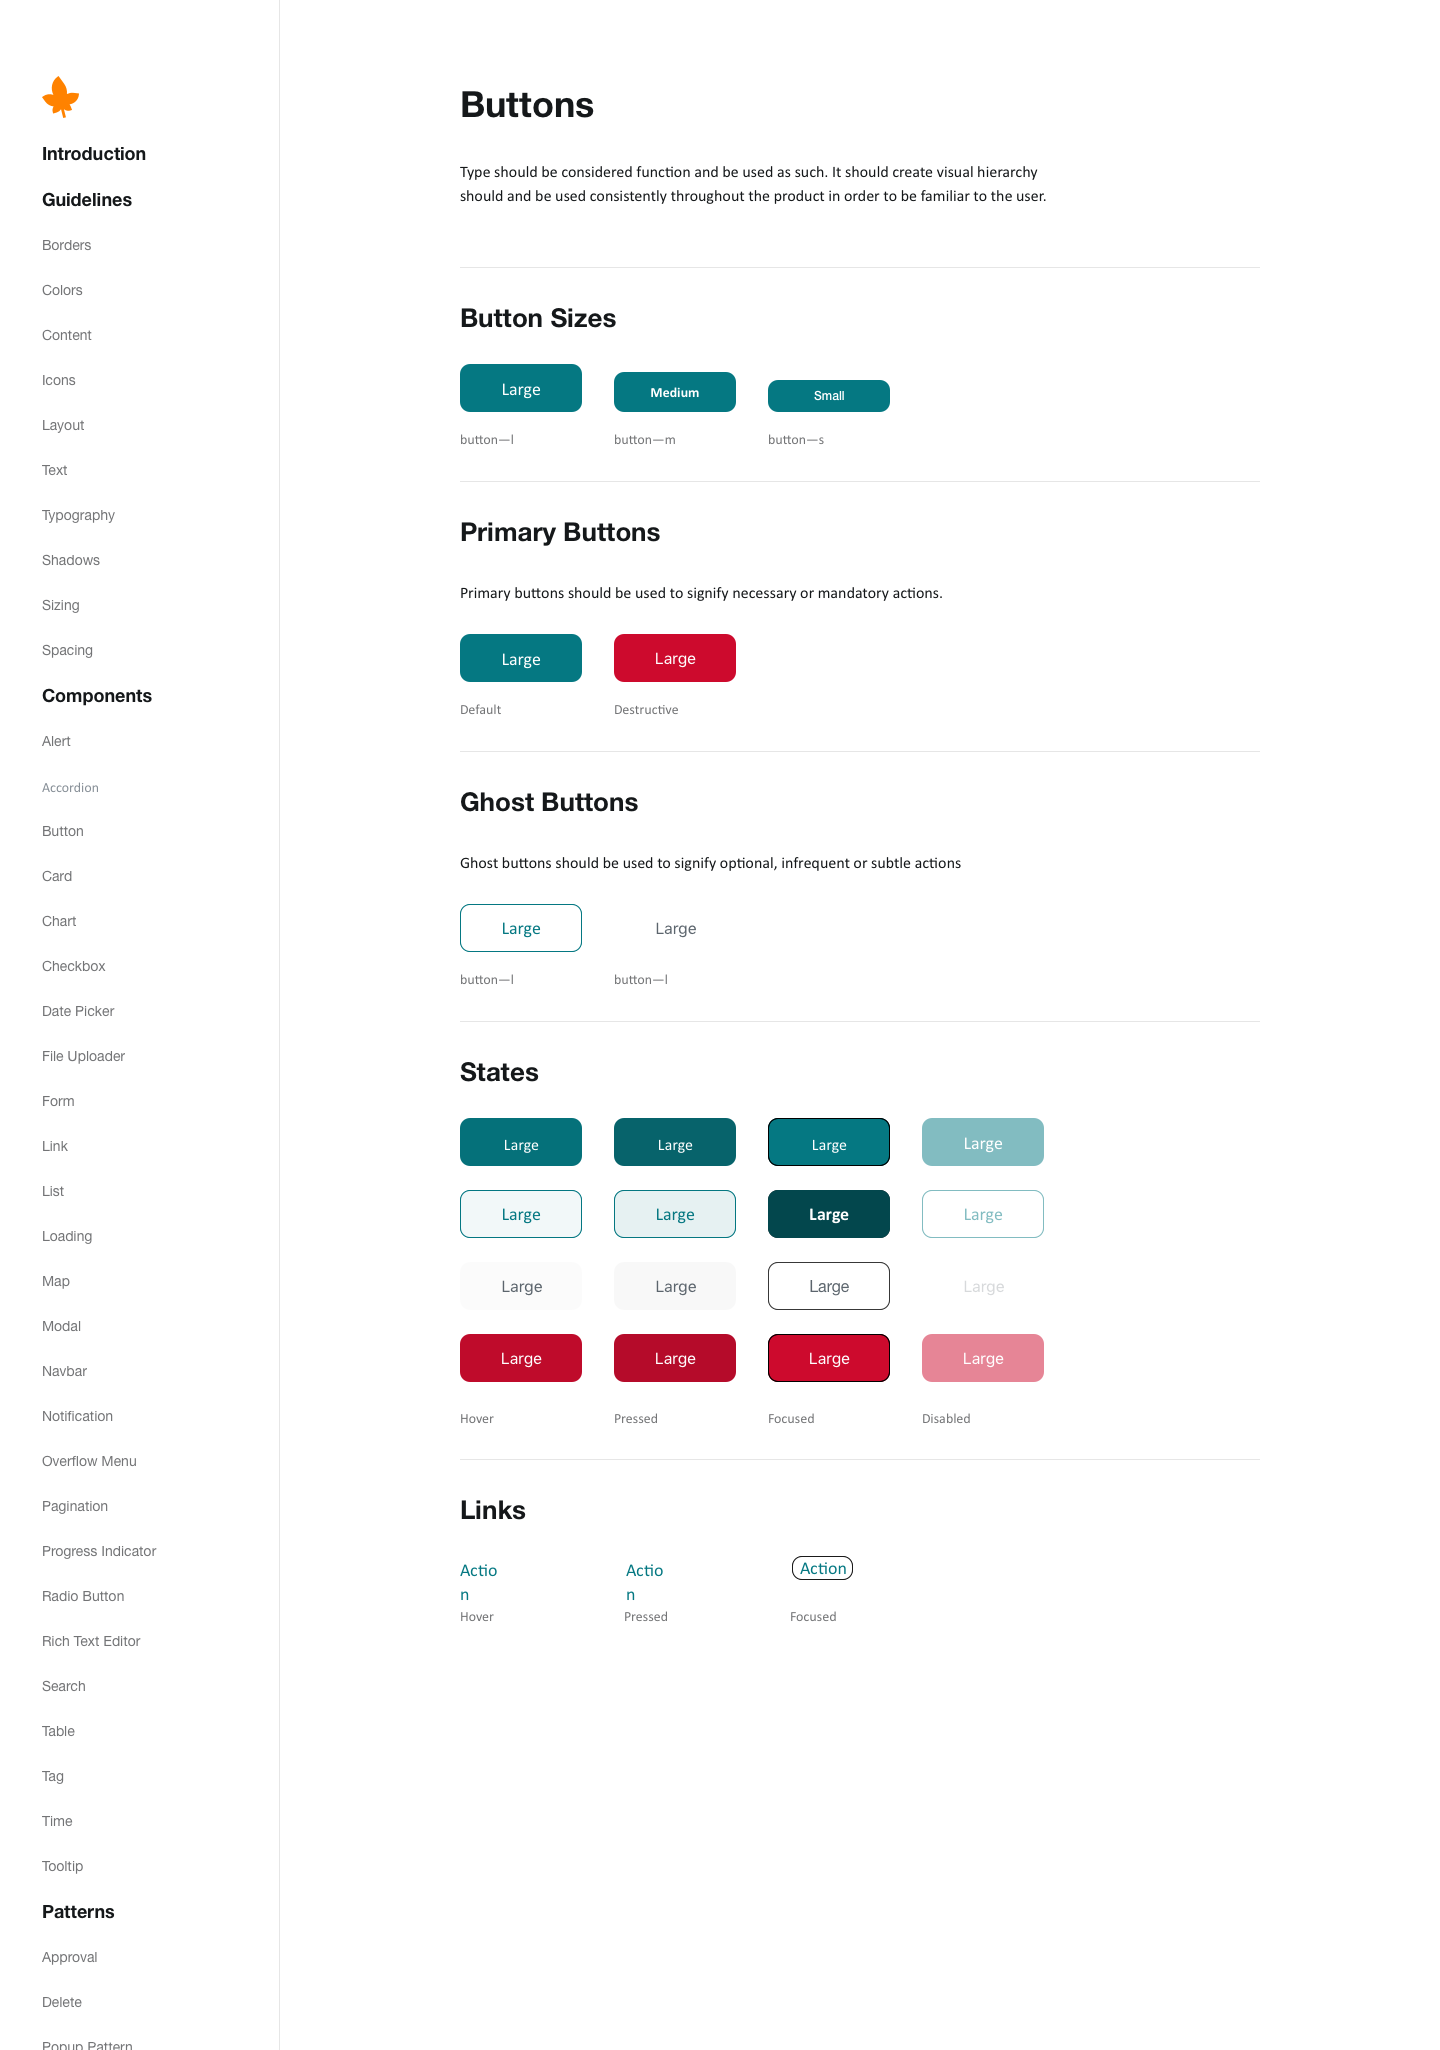 Introduction
Guidelines
Borders
Colors
Content
Icons
Layout
Text
Typography
Shadows
Sizing
Spacing
Components
Alert
Accordion
Button
Card
Chart
Checkbox
Date Picker
File Uploader
Form
Link
List
Loading
Map
Modal
Navbar
Notification
Overflow Menu
Pagination
Progress Indicator
Radio Button
Rich Text Editor
Search
Table
Tag
Time
Tooltip
Patterns
Approval
Delete
Popup Pattern
Buttons
Type should be considered function and be used as such. It should create visual hierarchy
should and be used consistently throughout the product in order to be familiar to the user.
Button Sizes
Large Medium Small
button—l button—m button—s
Primary Buttons
Primary buttons should be used to signify necessary or mandatory actions.
Large Large
Default Destructive
Ghost Buttons
Ghost buttons should be used to signify optional, infrequent or subtle actions
Large Large
button—l button—l
States
Large Large Large Large
Large Large Large Large
Large Large Large Large
Large Large Large Large
Hover Pressed Focused Disabled
Links
Actio Actio Action
n n
Hover Pressed Focused